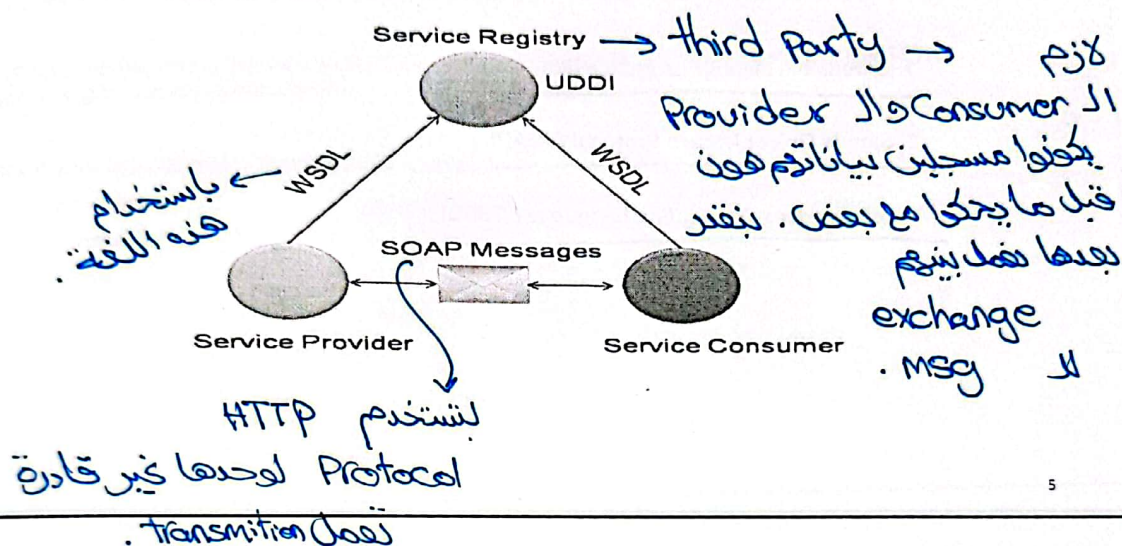 Service Registry → third Party → لازم
UDDI
ال Consumer وال Provider
يكونوا مسجلين بياناتهم هون
قبل ما يحكوا مع بعض . بنقدر
بعدها نعمل بينهم
exchange
لل msg .
WSDL
WSDL
← باستخدام
هذه اللغة .
SOAP Messages
Service Provider
Service Consumer
بتستخدم HTTP
Protocol لوحدها غير قادرة
تعمل transmition .
5